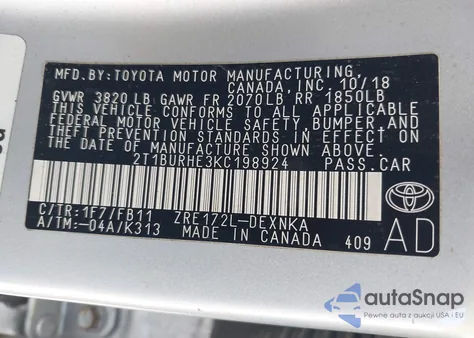 MFD.BY:TOYOTA MOTOR MANUFACTURING,
CANADA, INC. 10/18
GVWR 3820 LB GAWR FR 2070LB RR 1850LB
THIS VEHICLE CONFORMS TO ALL APPLICABLE
FEDERAL MOTOR VEHICLE SAFETY, BUMPER AND
THEFT PREVENTION STANDARDS IN EFFECT ON
THE DATE OF MANUFACTURE SHOWN ABOVE.
2T1BURHE3KC198924 PASS.CAR
C/TR:1F7/FB11 ZRE172L-DEXNKA
A/TM:-04A/K313 MADE IN CANADA 409
AD
autoSnap
Pewne auta z aukcji USA i EU